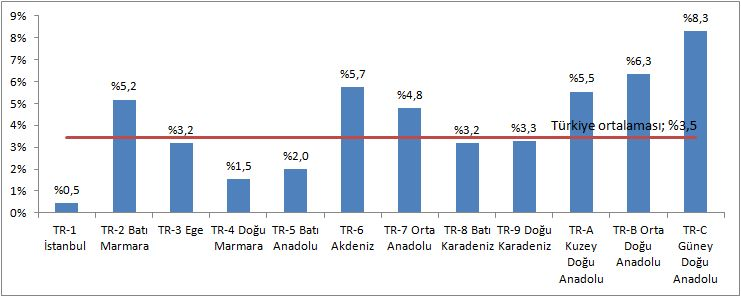 9%
8%
7%
6%
5%
4%
3%
2%
1%
0%
%0,5
%5,2
%3,2
%1,5
%2,0
%5,7
%4,8
%3,2
%3,3
%5,5
%6,3
%8,3
Türkiye ortalaması; %3,5
TR-1
İstanbul
TR-2 Batı
Marmara
TR-3 Ege
TR-4 Doğu
Marmara
TR-5 Batı
Anadolu
TR-6
Akdeniz
TR-7 Orta
Anadolu
TR-8 Batı
Karadeniz
TR-9 Doğu
Karadeniz
TR-A
Kuzey
Doğu
Anadolu
TR-B Orta
Doğu
Anadolu
TR-C
Güney
Doğu
Anadolu